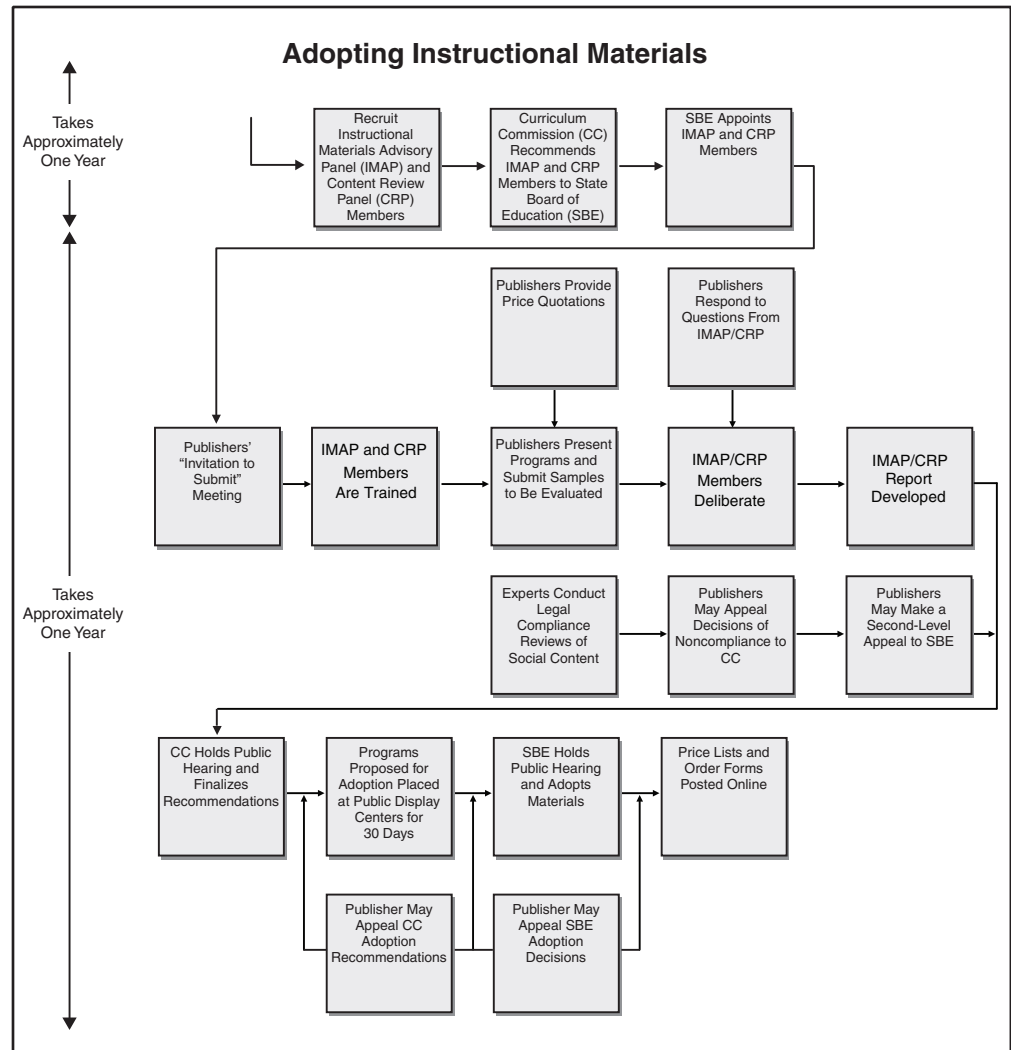 Adopting Instructional Materials
Takes
Approximately
One Year
Recruit
Instructional
Materials Advisory
Panel (IMAP) and
Content Review
Panel (CRP)
Members
Curriculum
Commission (CC)
Recommends
IMAP and CRP
Members to State
Board of
Education (SBE)
SBE Appoints
IMAP and CRP
Members
Publishers Provide
Price Quotations
Publishers
Respond to
Questions From
IMAP/CRP
Takes
Approximately
One Year
Publishers'
“Invitation to
Submit”
Meeting
IMAP and CRP
Members
Are Trained
Publishers Present
Programs and
Submit Samples
to Be Evaluated
IMAP/CRP
Members
Deliberate
IMAP/CRP
Report
Developed
Experts Conduct
Legal
Compliance
Reviews of
Social Content
Publishers
May Appeal
Decisions of
Noncompliance to
CC
Publishers
May Make a
Second-Level
Appeal to SBE
CC Holds Public
Hearing and
Finalizes
Recommendations
Programs
Proposed for
Adoption Placed
at Public Display
Centers for
30 Days
SBE Holds
Public Hearing
and Adopts
Materials
Price Lists and
Order Forms
Posted Online
Publisher May
Appeal CC
Adoption
Recommendations
Publisher May
Appeal SBE
Adoption
Decisions